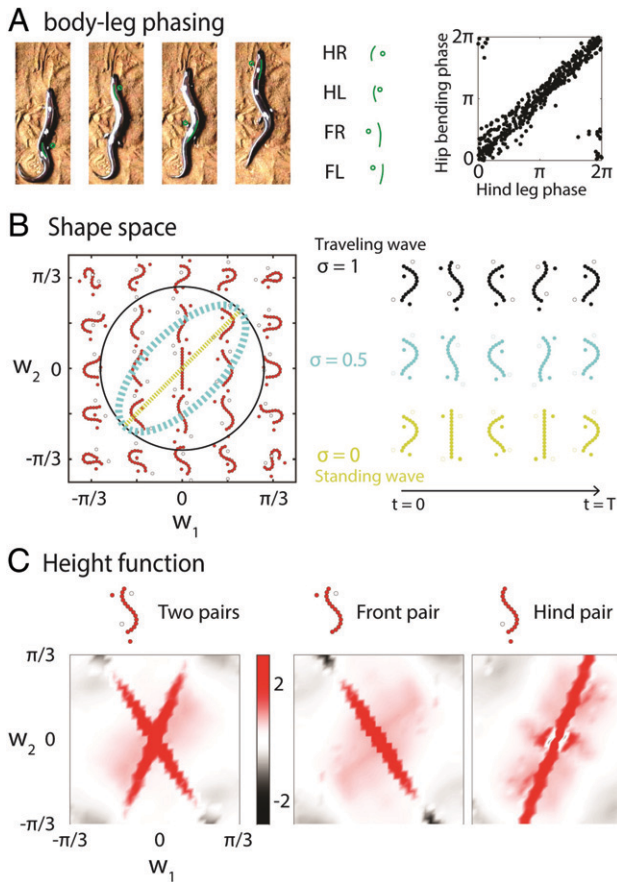 A body-leg phasing
HR
HL
FR
FL
Hip bending phase
2π
π
0
0 π 2π
Hind leg phase
B Shape space
π/3
W2 0
-π/3
-π/3 0 π/3
W1
Traveling wave
σ = 1
σ = 0.5
σ = 0
Standing wave
t = 0 t = T
C Height function
Two pairs Front pair Hind pair
π/3
W2 0
-π/3
-π/3 0 π/3
W1
2
-2